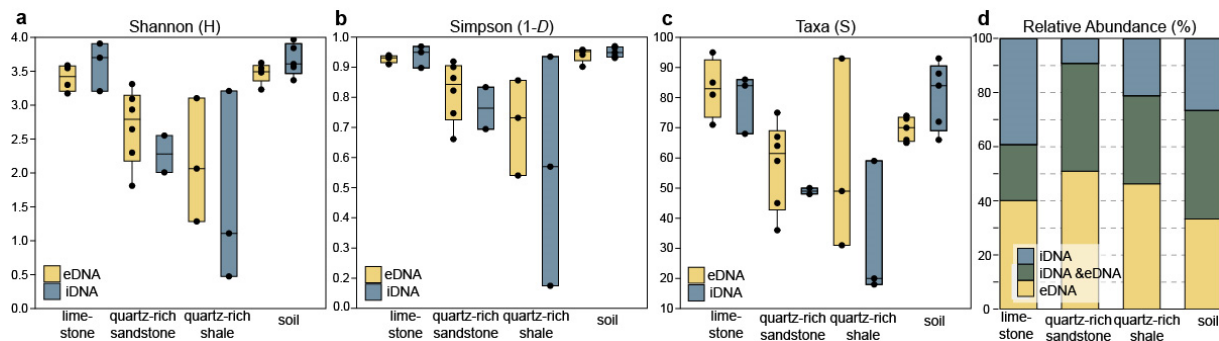 a
Shannon (H)
4.0
3.5
3.0
2.5
2.0
1.5
1.0
0.5
0.0
eDNA
iDNA
lime-
stone
quartz-rich
sandstone
quartz-rich
shale
soil
b
Simpson (1-D)
1.0
0.9
0.8
0.7
0.6
0.5
0.4
0.3
0.2
0.1
0.0
eDNA
iDNA
lime-
stone
quartz-rich
sandstone
quartz-rich
shale
soil
c
Taxa (S)
100
90
80
70
60
50
40
30
20
10
eDNA
iDNA
lime-
stone
quartz-rich
sandstone
quartz-rich
shale
soil
d
Relative Abundance (%)
100
80
60
40
20
0
iDNA
iDNA &eDNA
eDNA
lime-
stone
quartz-rich
sandstone
quartz-rich
shale
soil